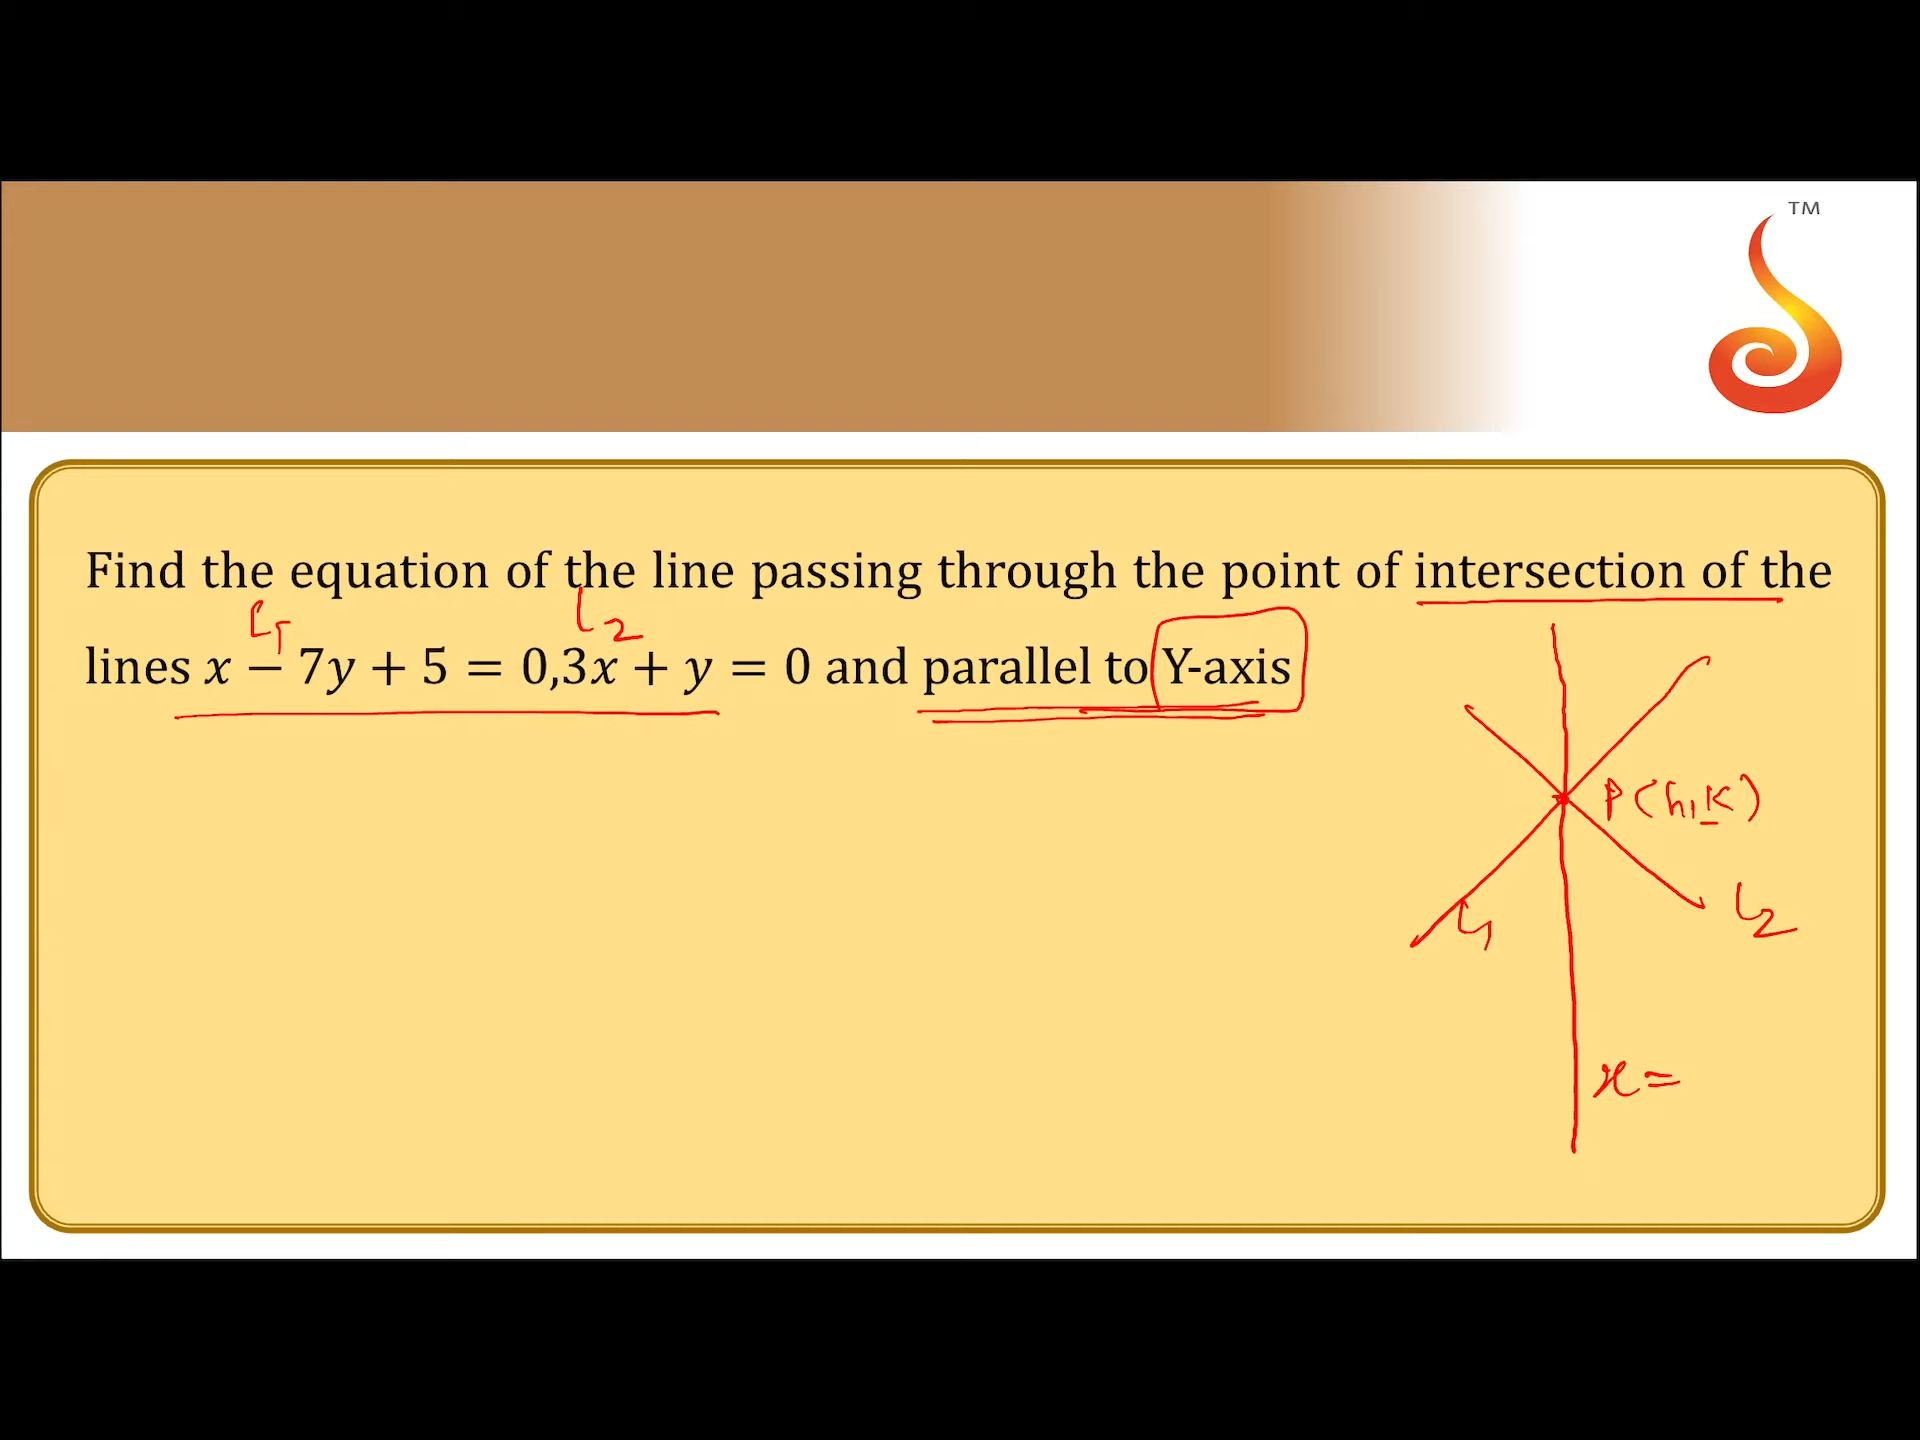 TM
Find the equation of the line passing through the point of intersection of the
L1 L2
lines x − 7y + 5 = 0,3x + y = 0 and parallel to Y-axis
P(h,k)
L1
L2
x=